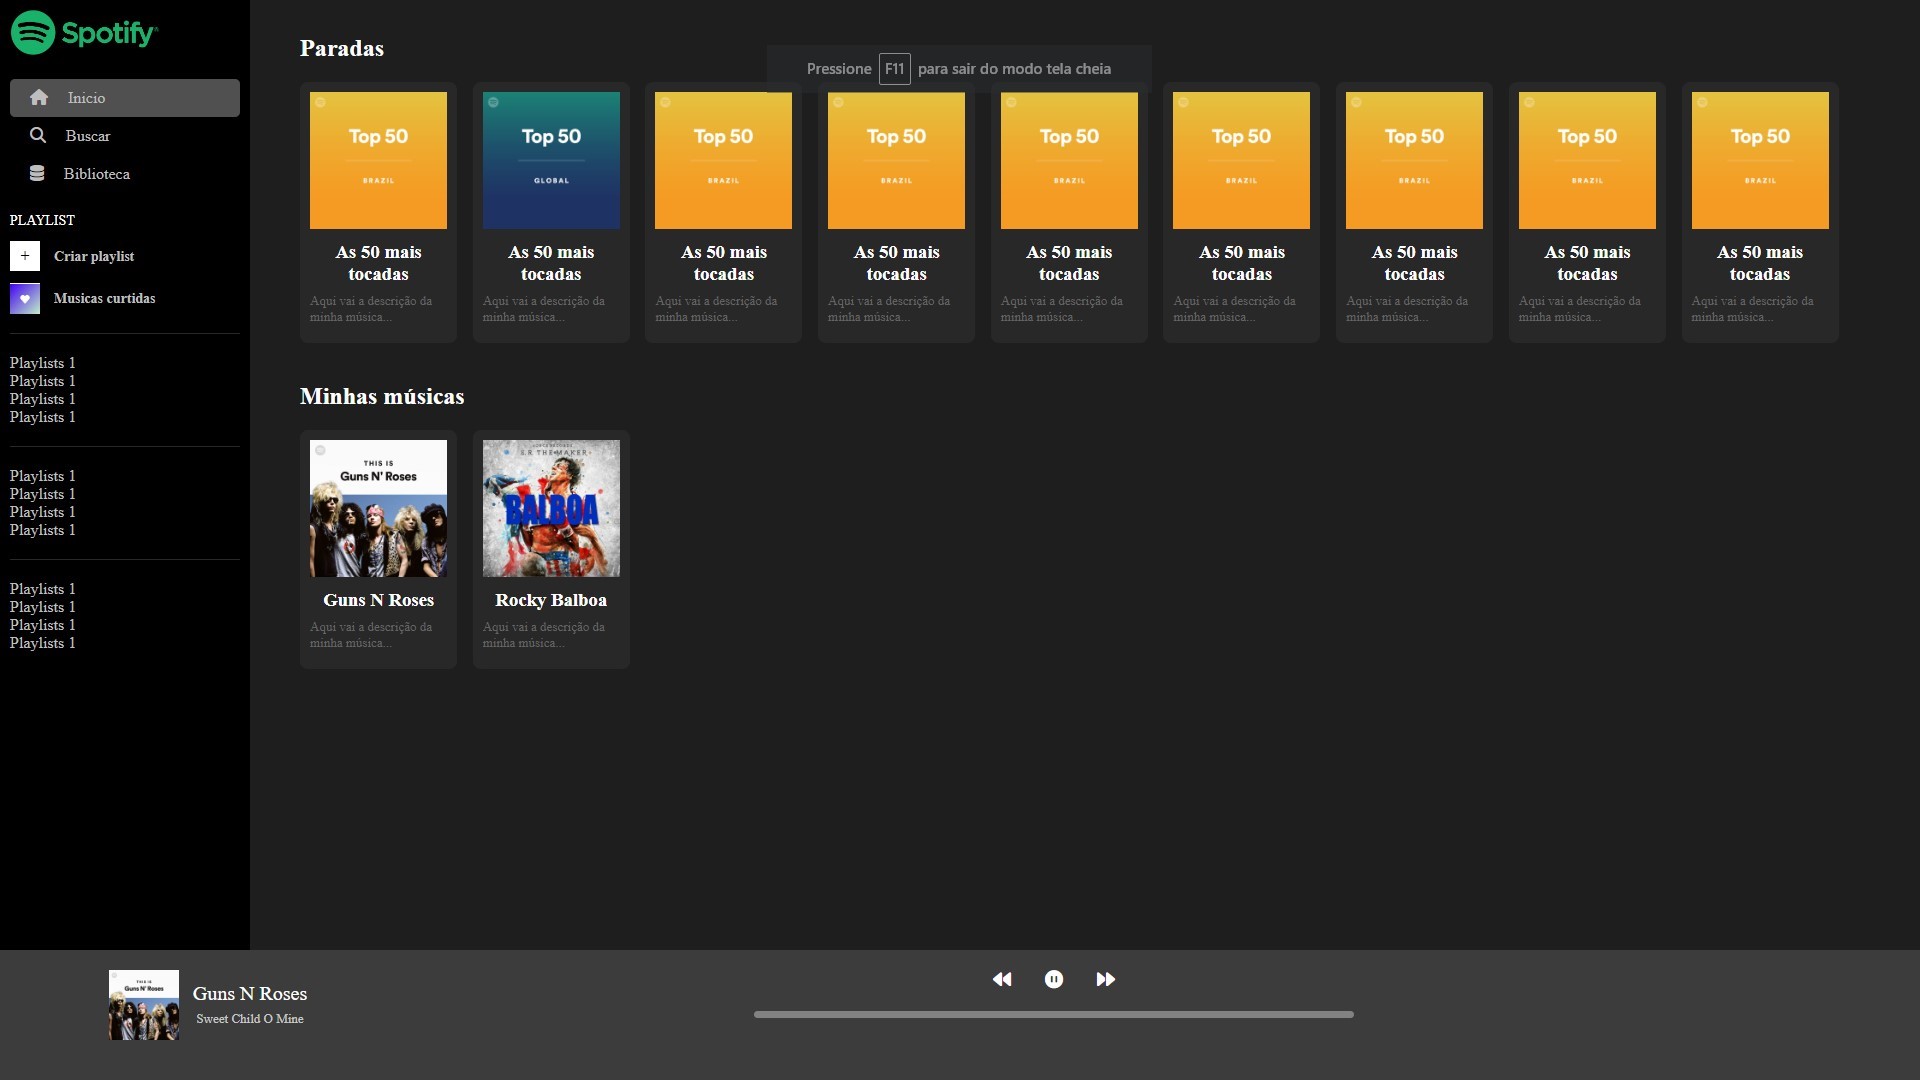 Spotify
Inicio
Buscar
Biblioteca
PLAYLIST
+ Criar playlist
Musicas curtidas
Playlists 1
Playlists 1
Playlists 1
Playlists 1
Playlists 1
Playlists 1
Playlists 1
Playlists 1
Playlists 1
Playlists 1
Playlists 1
Playlists 1
Paradas
Pressione F11 para sair do modo tela cheia
Top 50
BRAZIL
As 50 mais
tocadas
Aqui vai a descrição da
minha música...
Top 50
GLOBAL
As 50 mais
tocadas
Aqui vai a descrição da
minha música...
Top 50
BRAZIL
As 50 mais
tocadas
Aqui vai a descrição da
minha música...
Top 50
BRAZIL
As 50 mais
tocadas
Aqui vai a descrição da
minha música...
Top 50
BRAZIL
As 50 mais
tocadas
Aqui vai a descrição da
minha música...
Top 50
BRAZIL
As 50 mais
tocadas
Aqui vai a descrição da
minha música...
Top 50
BRAZIL
As 50 mais
tocadas
Aqui vai a descrição da
minha música...
Top 50
BRAZIL
As 50 mais
tocadas
Aqui vai a descrição da
minha música...
Top 50
BRAZIL
As 50 mais
tocadas
Aqui vai a descrição da
minha música...
Minhas músicas
THIS IS
Guns N' Roses
Guns N Roses
Aqui vai a descrição da
minha música...
S.R THE MAKER
BALBOA
Rocky Balboa
Aqui vai a descrição da
minha música...
THIS IS
Guns N' Roses
Guns N Roses
Sweet Child O Mine